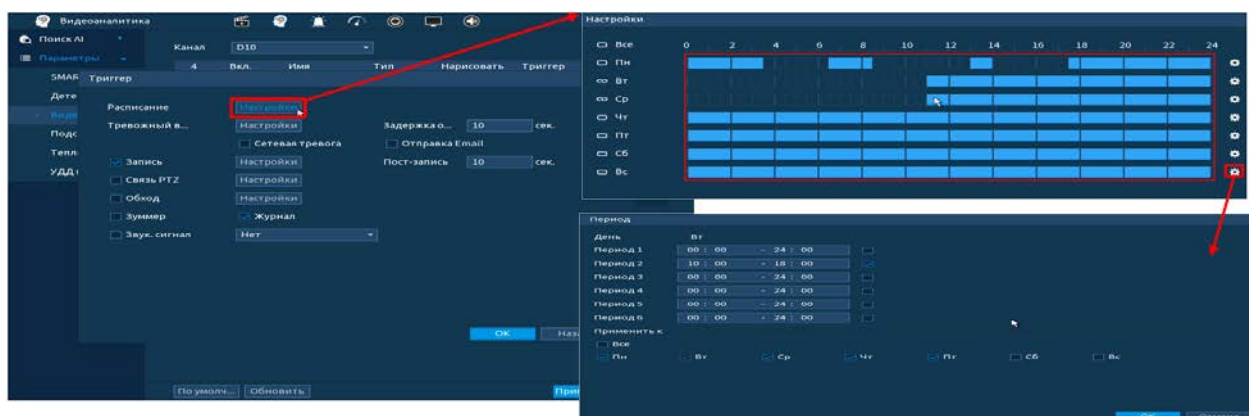 Видеоаналитика
Поиск AI
Параметры
Канал D10
4 Вкл. Имя Тип Нарисовать Триггер
SMAR
Триггер
Дете
Расписание Настройки
Тревожный в... Настройки Задержка о... 10 сек.
Подс
Сетевая тревога Отправка Email
Тепл
Запись Настройки Пост-запись 10 сек.
УДД
Связь PTZ Настройки
Обход Настройки
Зуммер Журнал
Звук. сигнал Нет
OK Наза
По умолч... Обновить При
Настройки
Все 0 2 4 6 8 10 12 14 16 18 20 22 24
Пн
Вт
Ср
Чт
Пт
Сб
Вс
Период
День Вт
Период 1 00 : 00 - 24 : 00
Период 2 10 : 00 - 18 : 00
Период 3 00 : 00 - 24 : 00
Период 4 00 : 00 - 24 : 00
Период 5 00 : 00 - 24 : 00
Период 6 00 : 00 - 24 : 00
Применить к
Все
Пн Вт Ср Чт Пт Сб Вс